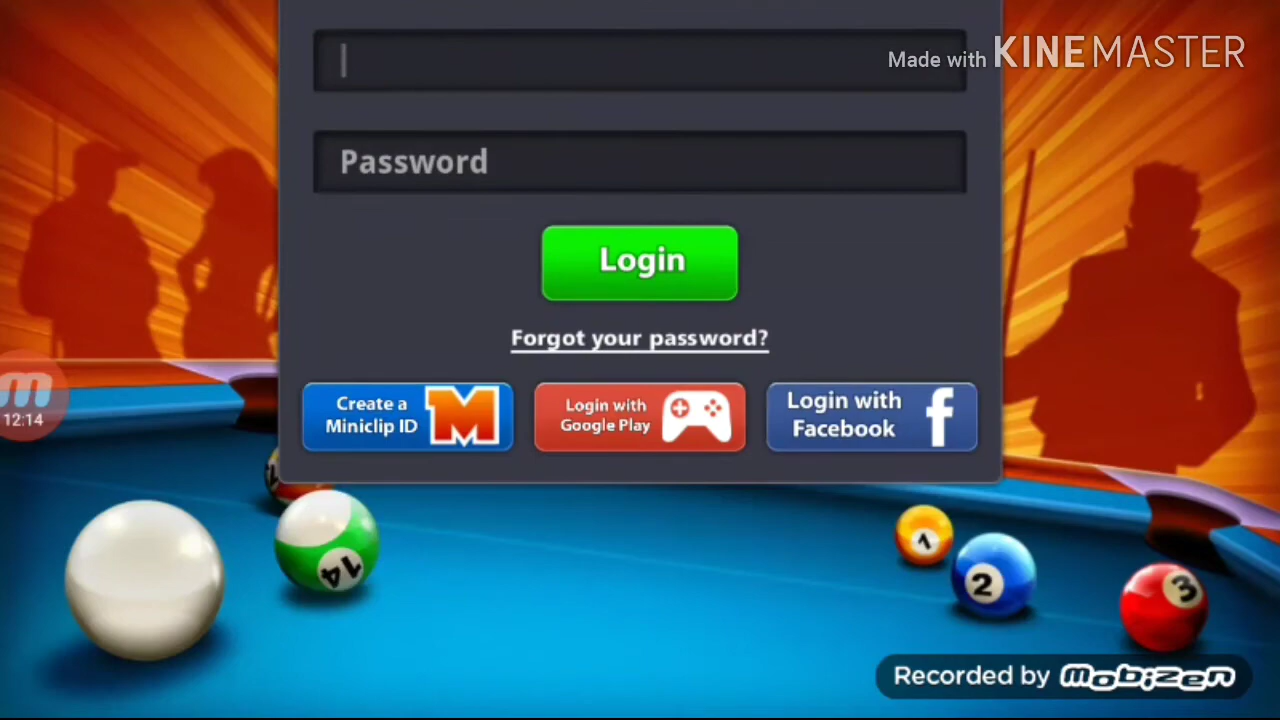 Made with KINEMASTER
Password
Login
Forgot your password?
Create a
Miniclip ID
M
Login with
Google Play
Login with
Facebook
f
12:14
14
1
2
3
Recorded by mobizen